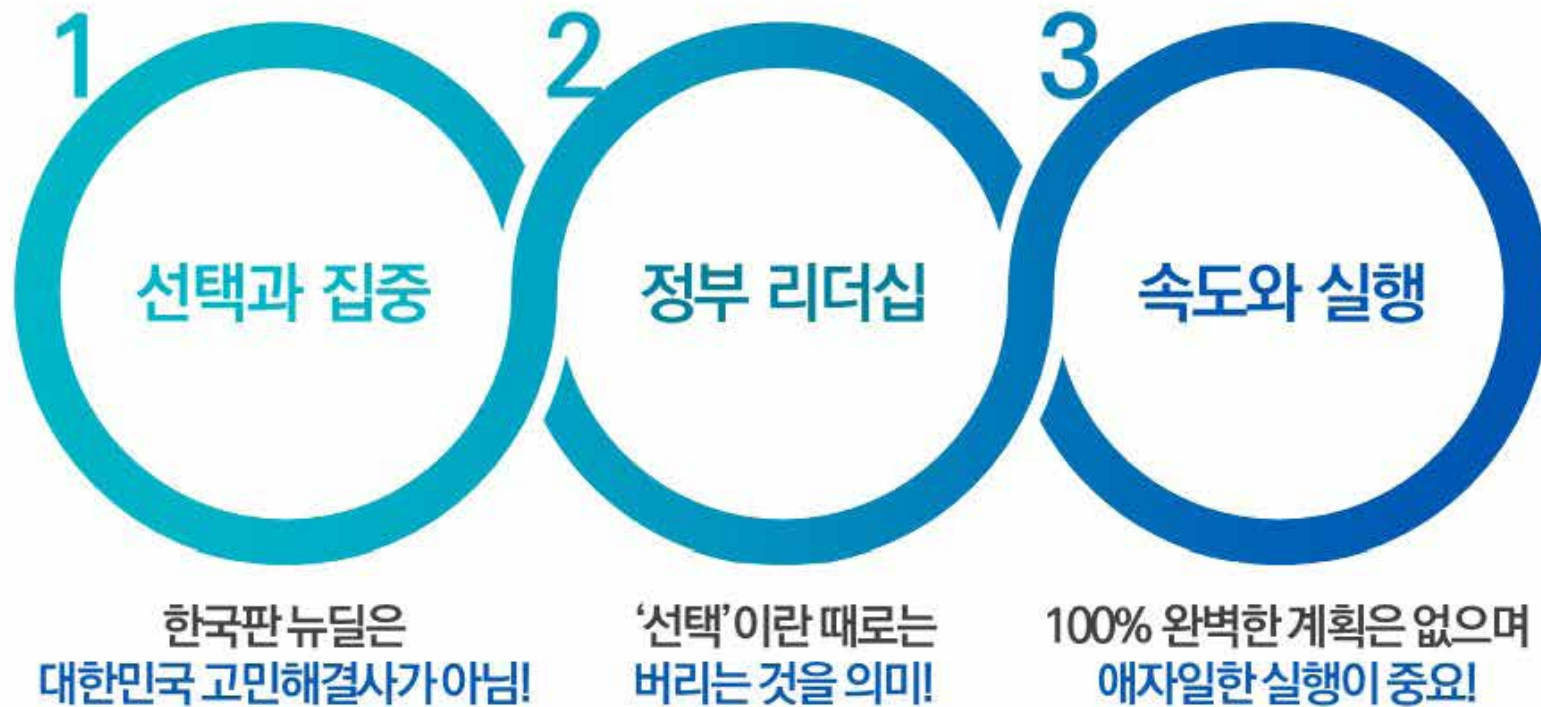 1
선택과 집중
한국판 뉴딜은
대한민국 고민해결사가 아님!
2
정부 리더십
‘선택’이란 때로는
버리는 것을 의미!
3
속도와 실행
100% 완벽한 계획은 없으며
애자일한 실행이 중요!